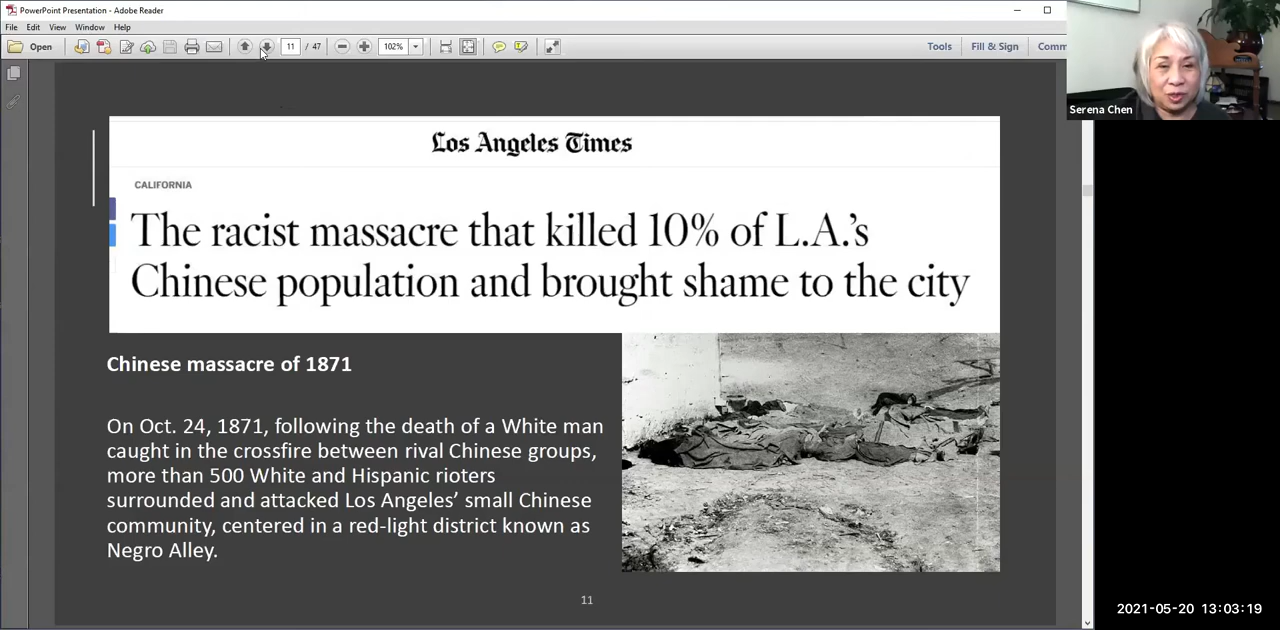 PowerPoint Presentation - Adobe Reader
File Edit View Window Help
Open 11 / 47 102% Tools Fill & Sign Comm
Serena Chen
Los Angeles Times
CALIFORNIA
The racist massacre that killed 10% of L.A.'s
Chinese population and brought shame to the city
Chinese massacre of 1871
On Oct. 24, 1871, following the death of a White man
caught in the crossfire between rival Chinese groups,
more than 500 White and Hispanic rioters
surrounded and attacked Los Angeles' small Chinese
community, centered in a red-light district known as
Negro Alley.
11
2021-05-20 13:03:19